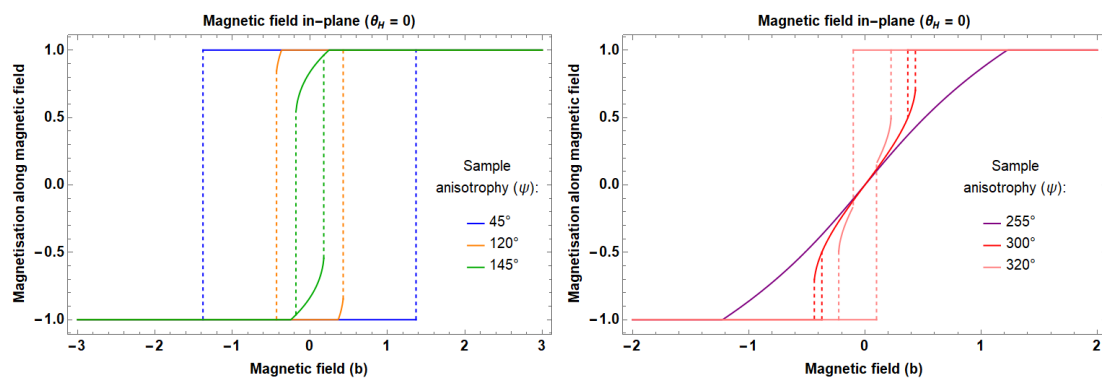 Magnetic field in-plane (θH = 0)
Magnetisation along magnetic field
1.0
0.5
0.0
-0.5
-1.0
Sample
anisotropy (ψ):
45°
120°
145°
-3
-2
-1
0
1
2
3
Magnetic field (b)
Magnetic field in-plane (θH = 0)
Magnetisation along magnetic field
1.0
0.5
0.0
-0.5
-1.0
Sample
anisotropy (ψ):
255°
300°
320°
-2
-1
0
1
2
Magnetic field (b)